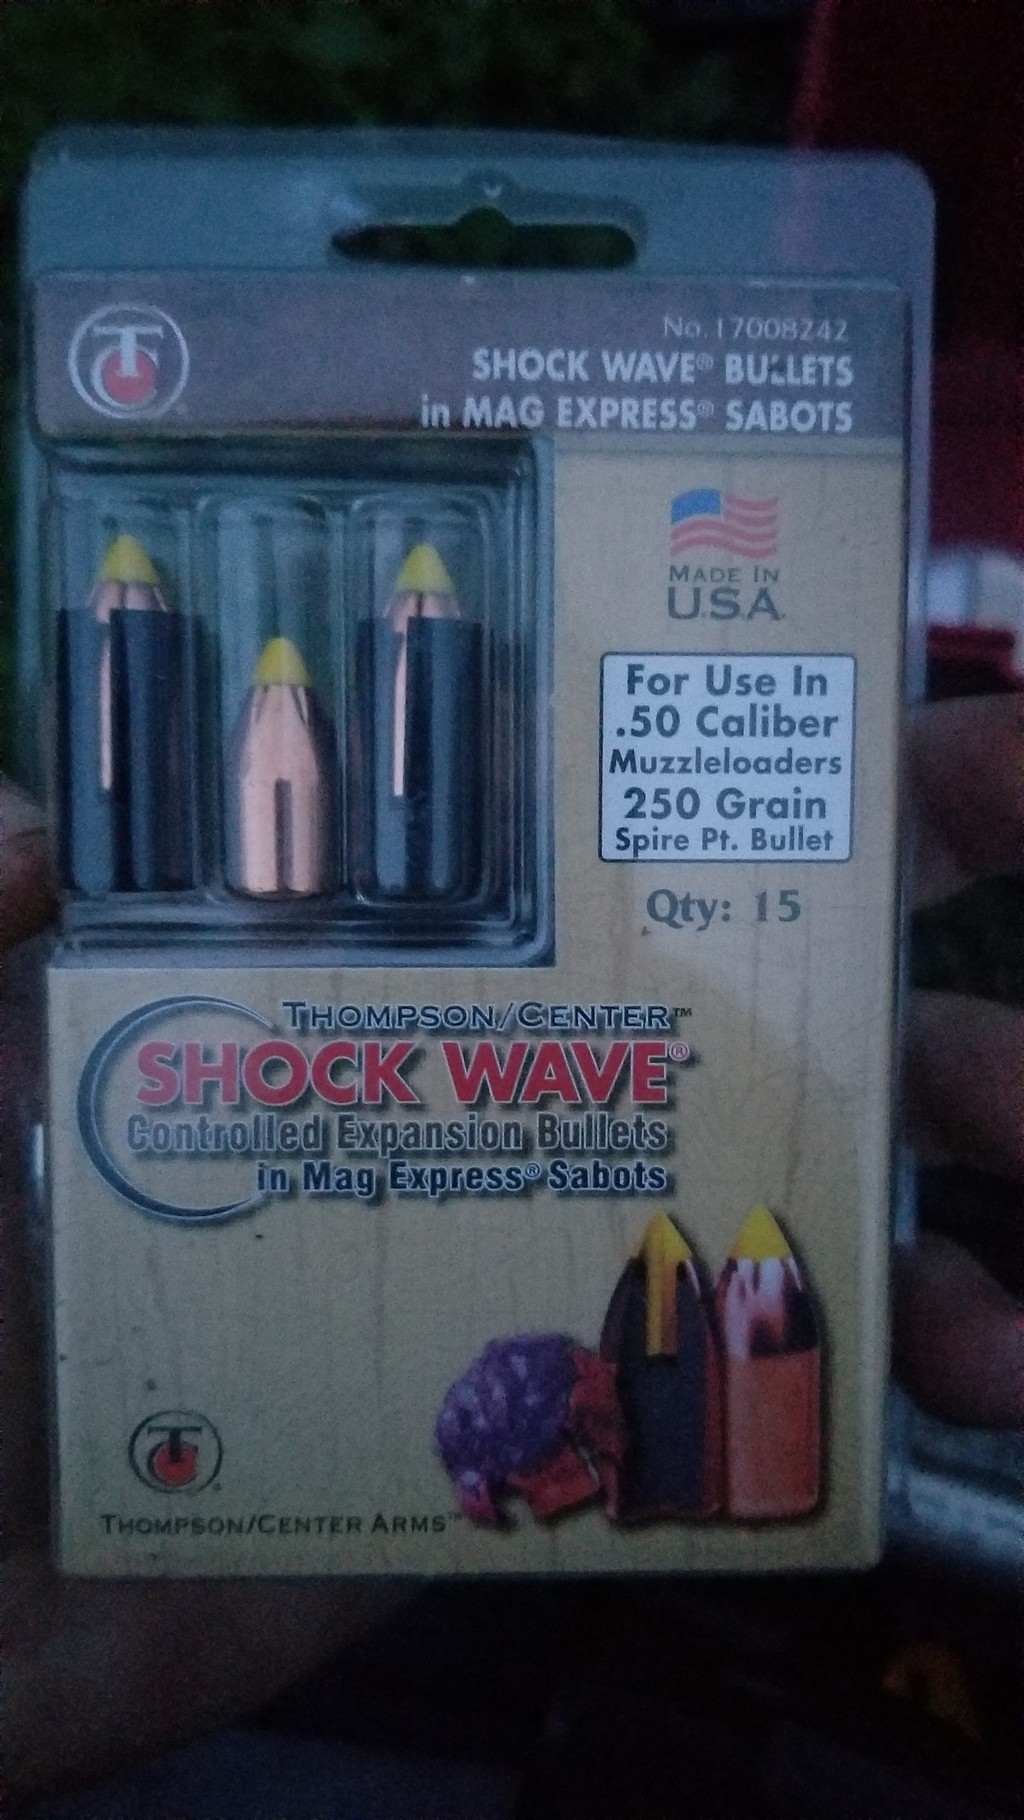 TC
No. 17008242
SHOCK WAVE® BULLETS
in MAG EXPRESS® SABOTS
MADE IN
U.S.A.
For Use In
.50 Caliber
Muzzleloaders
250 Grain
Spire Pt. Bullet
Qty: 15
THOMPSON/CENTER™
SHOCK WAVE®
Controlled Expansion Bullets
in Mag Express® Sabots
TC
THOMPSON/CENTER ARMS™